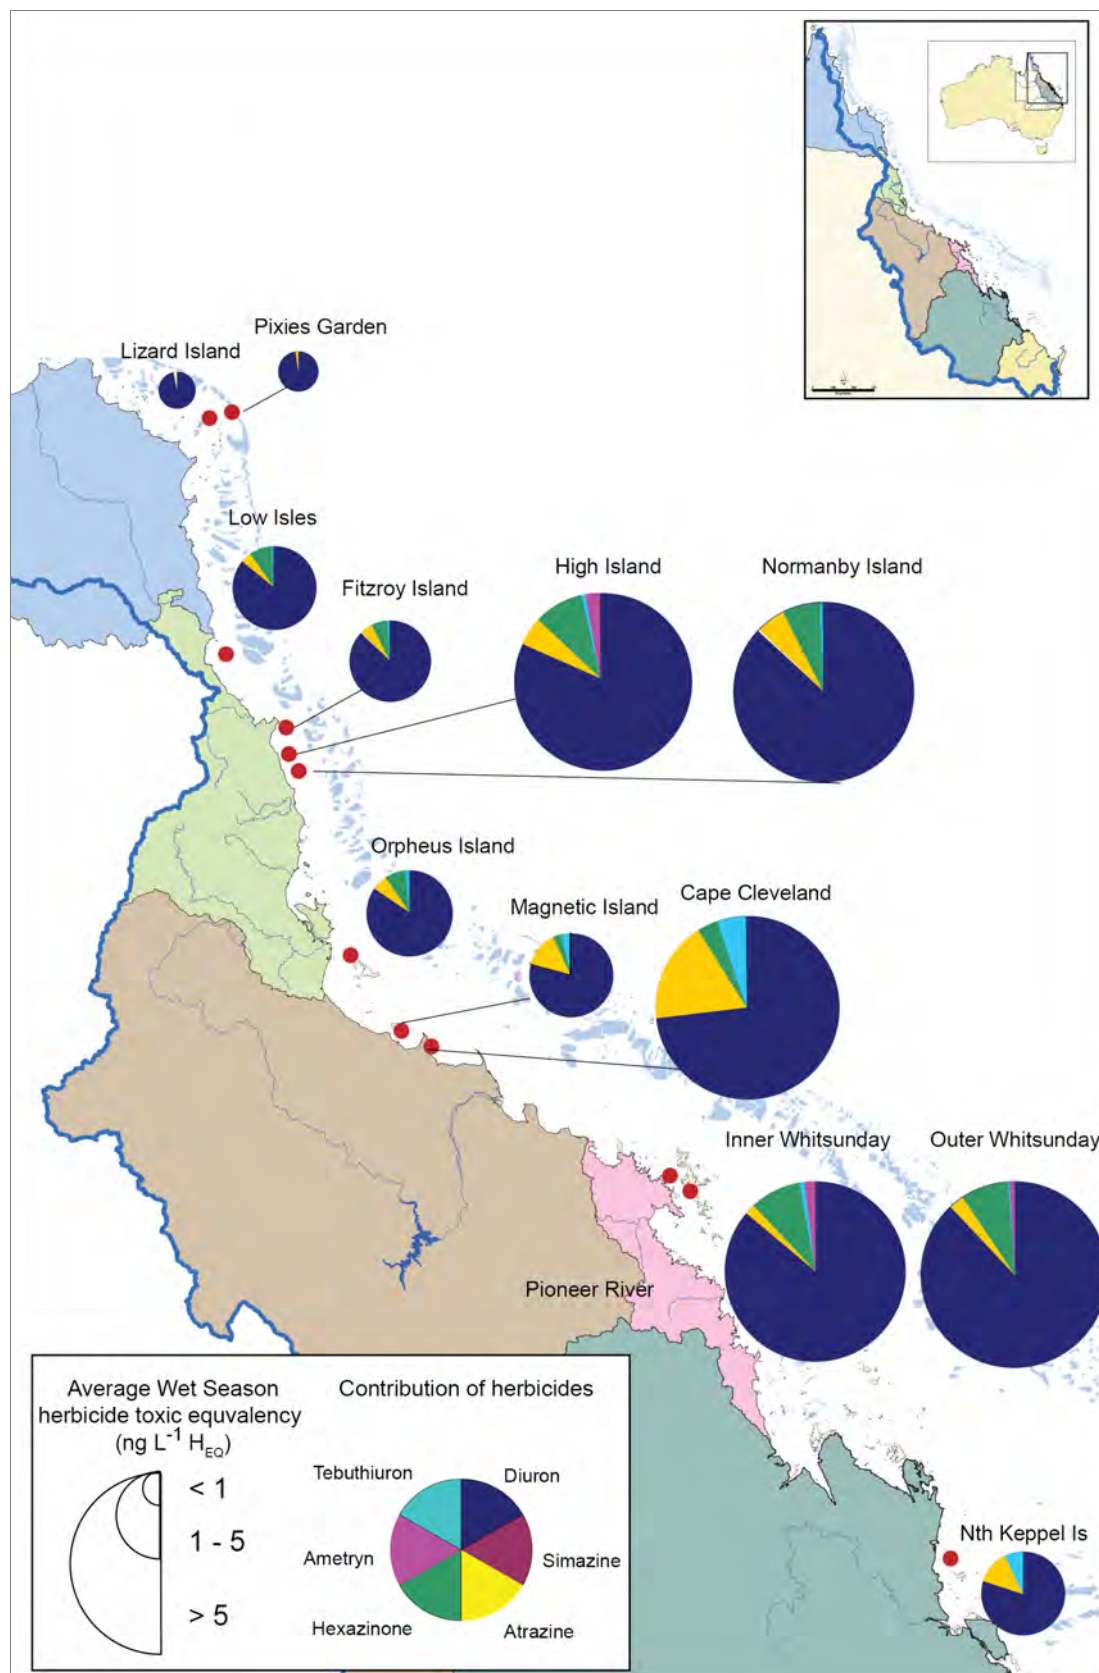 Pixies Garden
Lizard Island
Low Isles
Fitzroy Island
High Island
Normanby Island
Orpheus Island
Magnetic Island
Cape Cleveland
Inner Whitsunday
Outer Whitsunday
Pioneer River
Nth Keppel Is
Average Wet Season
herbicide toxic equvalency
(ng L⁻¹ H_EQ)
< 1
1 - 5
> 5
Contribution of herbicides
Tebuthiuron
Diuron
Ametryn
Simazine
Hexazinone
Atrazine